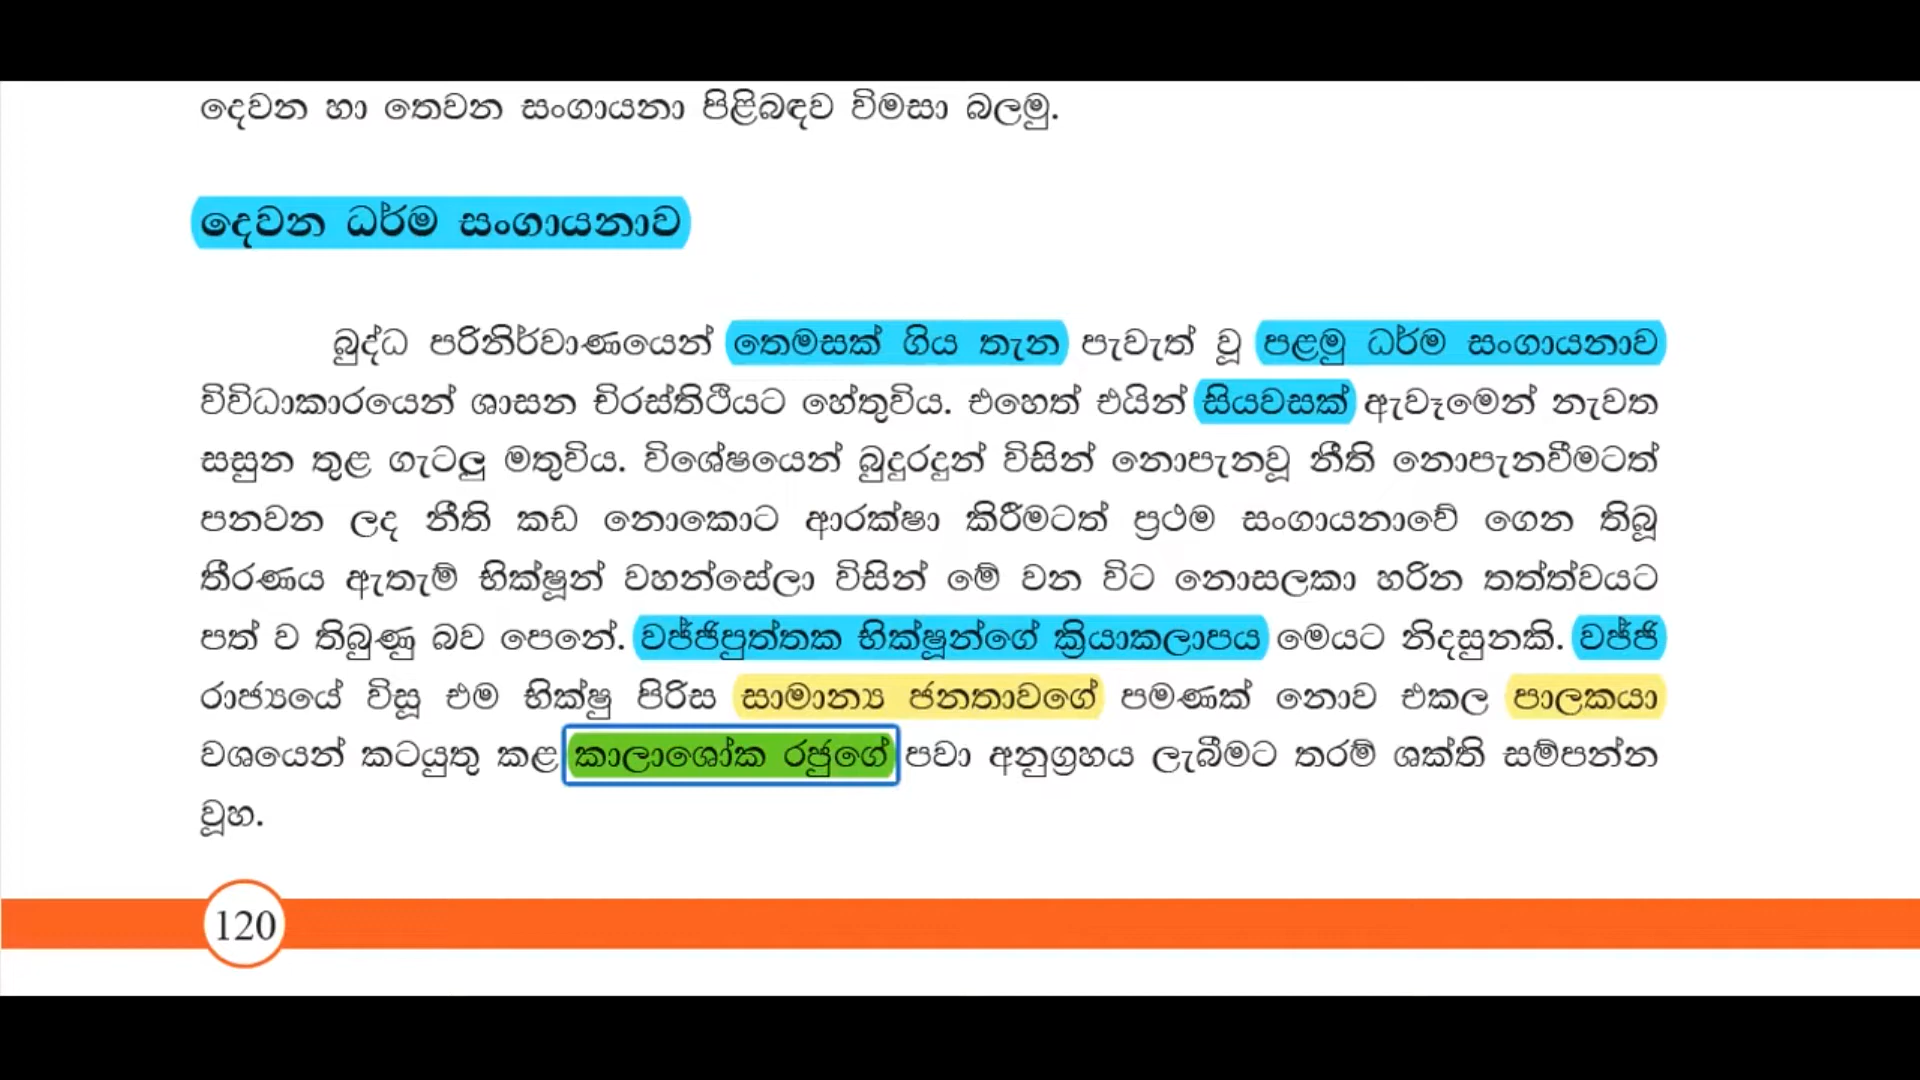 දෙවන හා තෙවන සංගායනා පිළිබඳව විමසා බලමු.
දෙවන ධර්ම සංගායනාව
බුද්ධ පරිනිර්වාණයෙන් තෙමසක් ගිය තැන පැවැත් වූ පළමු ධර්ම සංගායනාව
විවිධාකාරයෙන් ශාසන චිරස්තිථියට හේතුවිය. එහෙත් එයින් සියවසක් ඇවෑමෙන් නැවත
සසුන තුළ ගැටලු මතුවිය. විශේෂයෙන් බුදුරදුන් විසින් නොපැනවූ නීති නොපැනවීමටත්
පනවන ලද නීති කඩ නොකොට ආරක්ෂා කිරීමටත් ප්‍රථම සංගායනාවේ ගෙන තිබූ
තීරණය ඇතැම් භික්ෂූන් වහන්සේලා විසින් මේ වන විට නොසලකා හරින තත්ත්වයට
පත් ව තිබුණු බව පෙනේ. වජ්ජිපුත්තක භික්ෂූන්ගේ ක්‍රියාකලාපය මෙයට නිදසුනකි. වජ්ජි
රාජ්‍යයේ විසූ එම භික්ෂු පිරිස සාමාන්‍ය ජනතාවගේ පමණක් නොව එකල පාලකයා
වශයෙන් කටයුතු කළ කාලාශෝක රජුගේ පවා අනුග්‍රහය ලැබීමට තරම් ශක්ති සම්පන්න
වූහ.
120